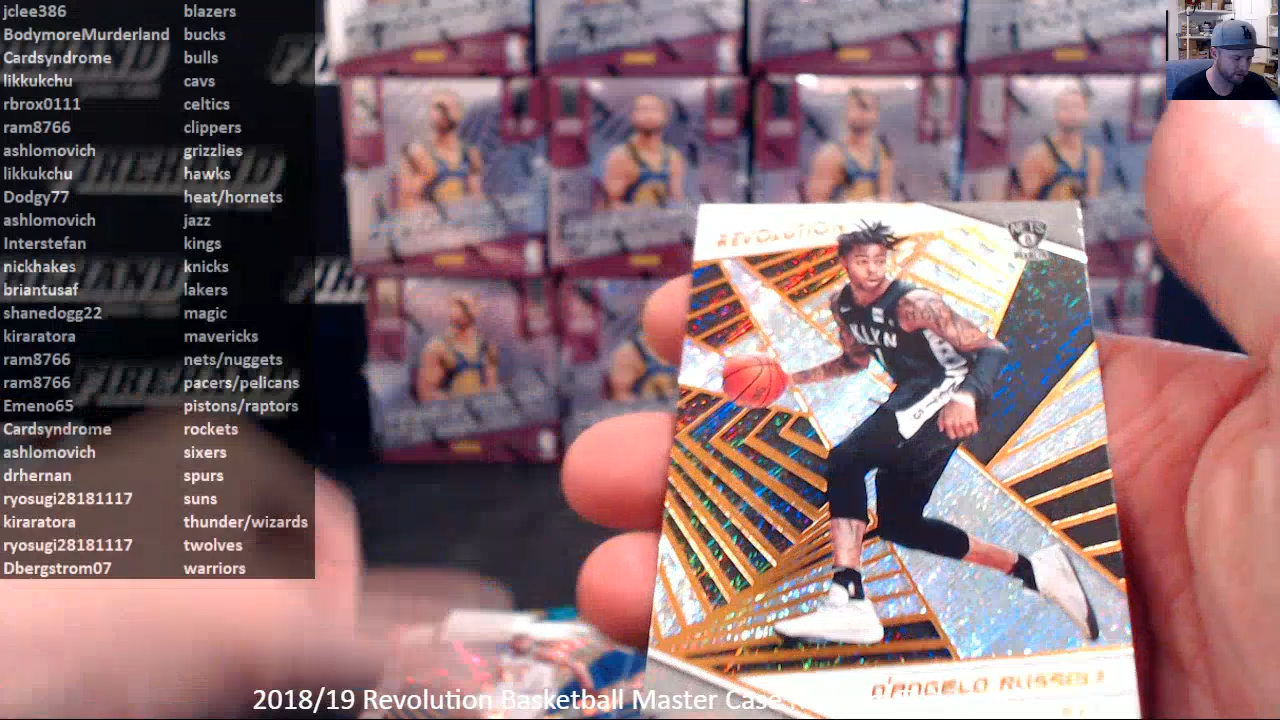 jclee386 blazers
BodymoreMurderland bucks
Cardsyndrome bulls
likkukchu cavs
rbrox0111 celtics
ram8766 clippers
ashlomovich grizzlies
likkukchu hawks
Dodgy77 heat/hornets
ashlomovich jazz
Interstefan kings
nickhakes knicks
briantusaf lakers
shanedogg22 magic
kiraratora mavericks
ram8766 nets/nuggets
ram8766 pacers/pelicans
Emeno65 pistons/raptors
Cardsyndrome rockets
ashlomovich sixers
drhernan spurs
ryosugi28181117 suns
kiraratora thunder/wizards
ryosugi28181117 twolves
Dbergstrom07 warriors
REVOLUTION
NETS
KLYN
D'ANGELO RUSSELL
2018/19 Revolution Basketball Master Case